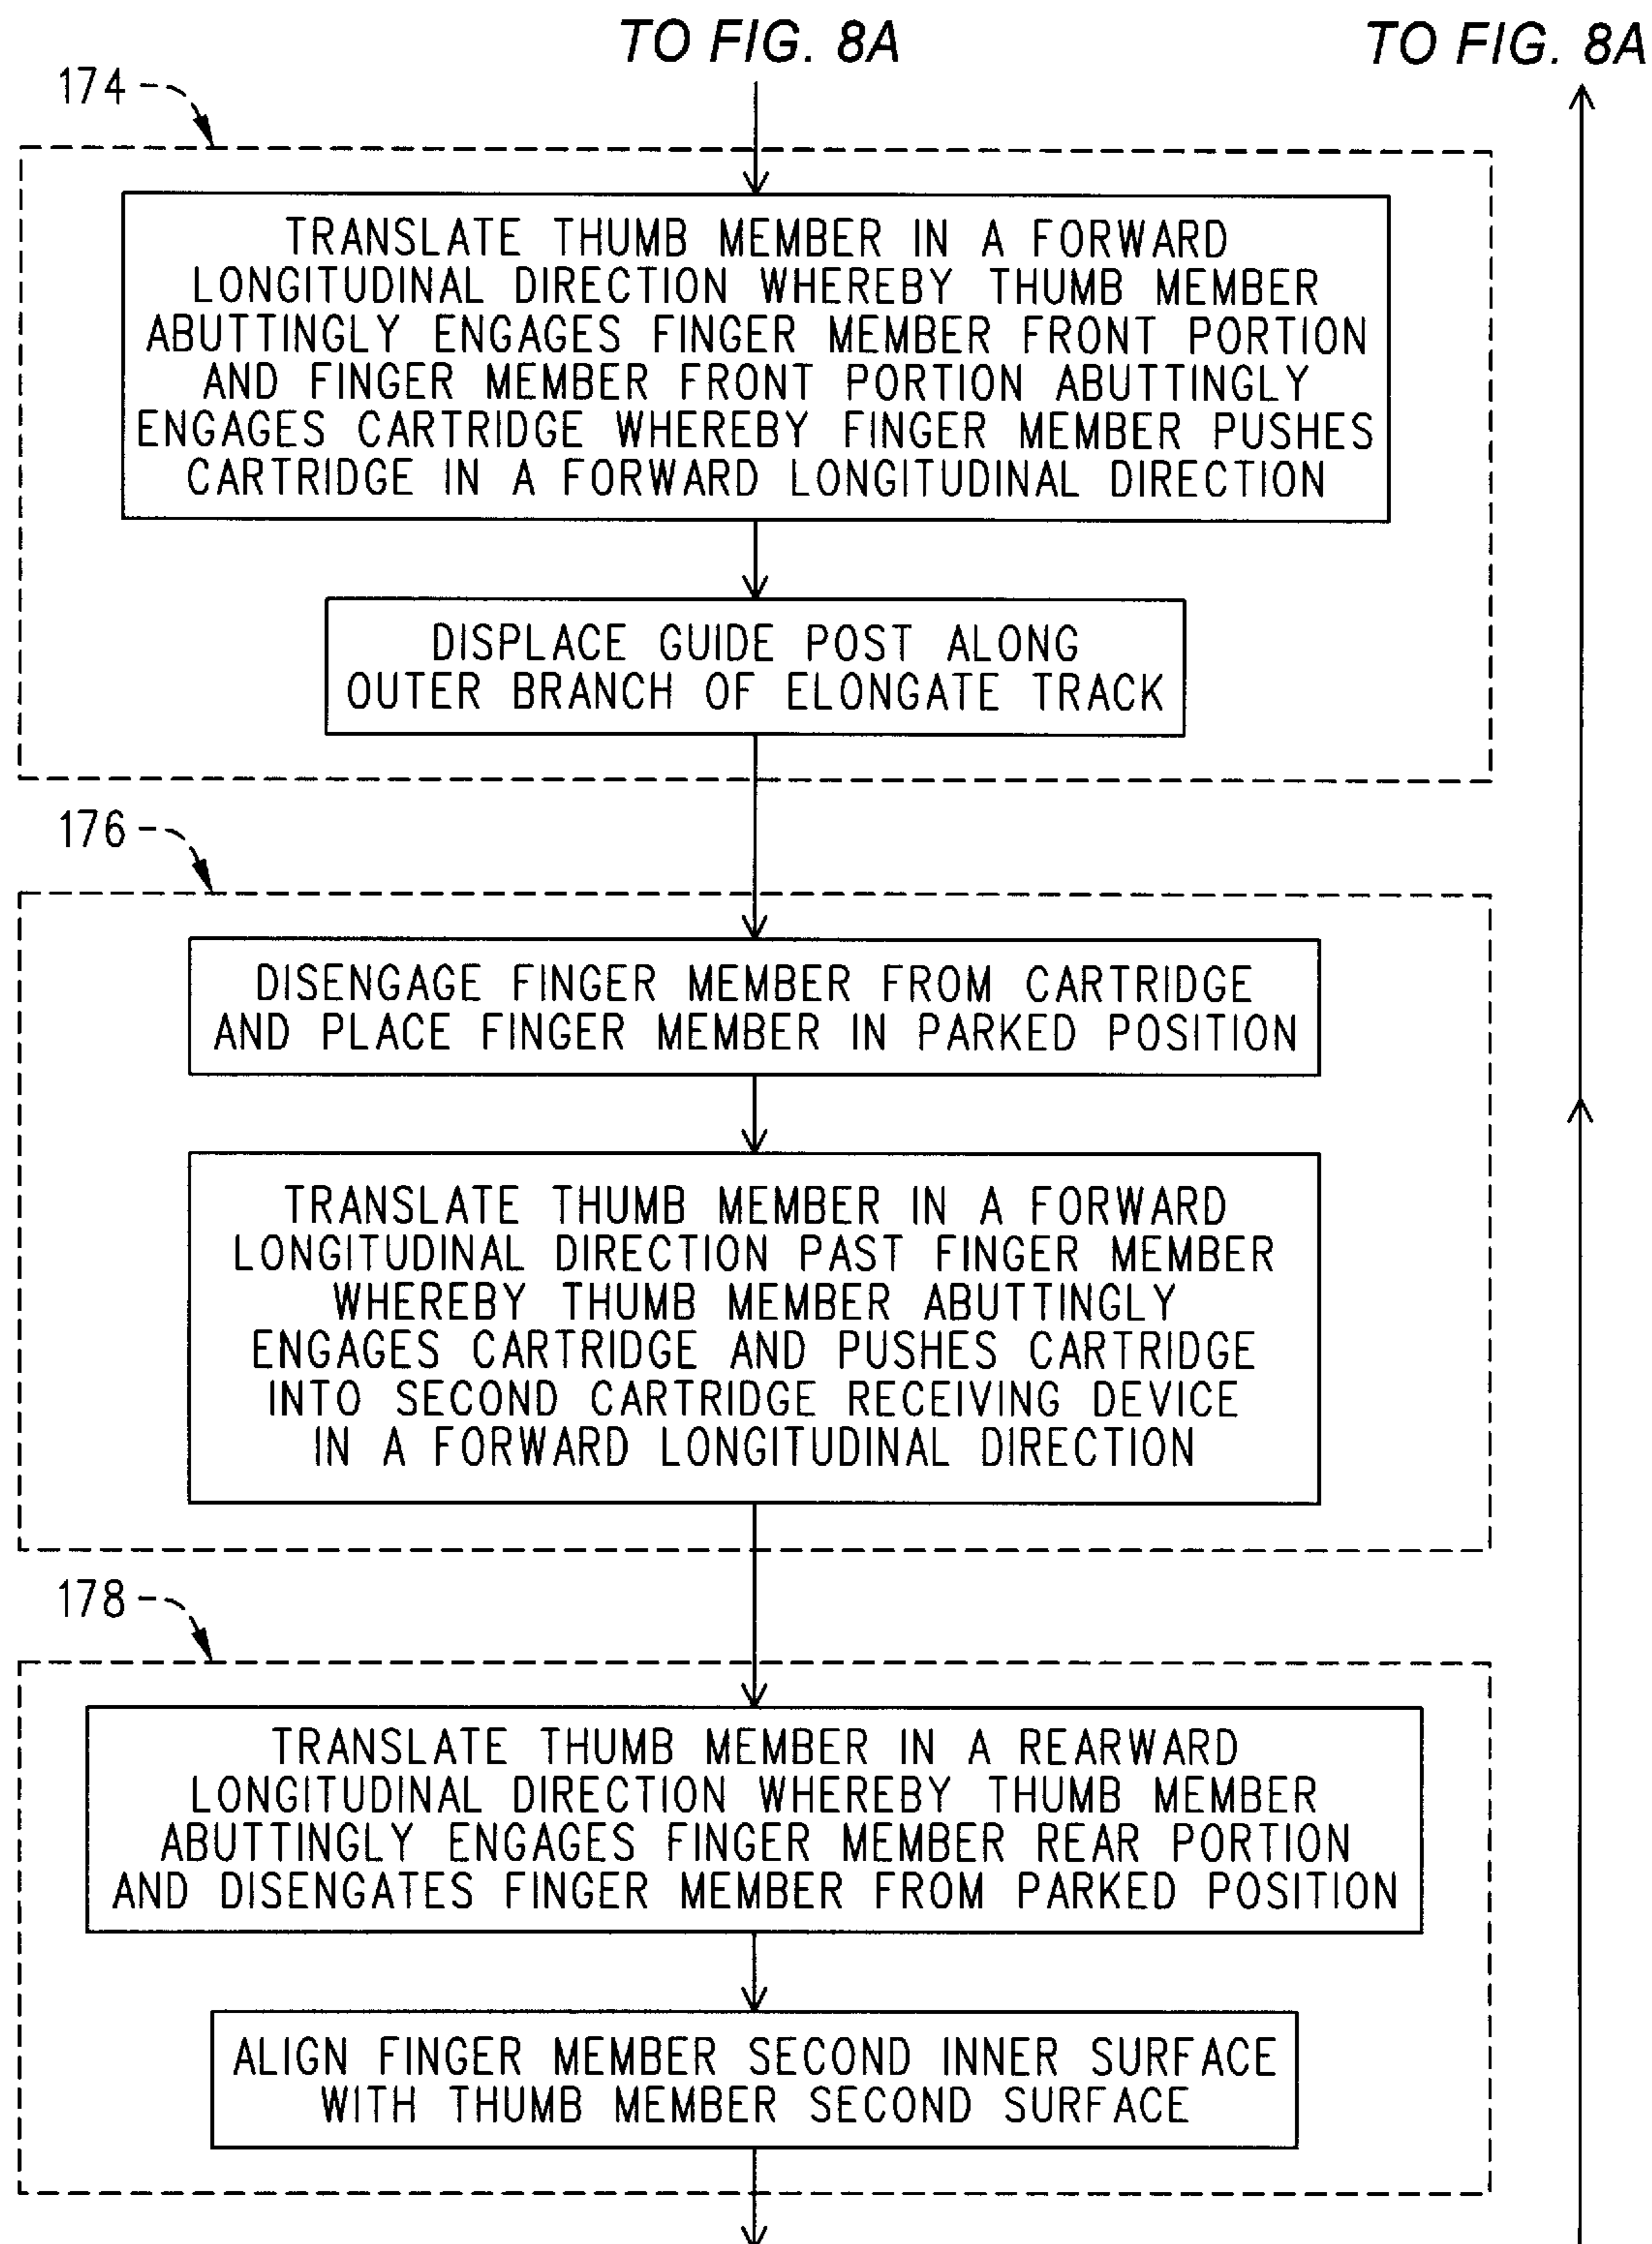 TO FIG. 8A
TO FIG. 8A
174
TRANSLATE THUMB MEMBER IN A FORWARD
LONGITUDINAL DIRECTION WHEREBY THUMB MEMBER
ABUTTINGLY ENGAGES FINGER MEMBER FRONT PORTION
AND FINGER MEMBER FRONT PORTION ABUTTINGLY
ENGAGES CARTRIDGE WHEREBY FINGER MEMBER PUSHES
CARTRIDGE IN A FORWARD LONGITUDINAL DIRECTION
DISPLACE GUIDE POST ALONG
OUTER BRANCH OF ELONGATE TRACK
176
DISENGAGE FINGER MEMBER FROM CARTRIDGE
AND PLACE FINGER MEMBER IN PARKED POSITION
TRANSLATE THUMB MEMBER IN A FORWARD
LONGITUDINAL DIRECTION PAST FINGER MEMBER
WHEREBY THUMB MEMBER ABUTTINGLY
ENGAGES CARTRIDGE AND PUSHES CARTRIDGE
INTO SECOND CARTRIDGE RECEIVING DEVICE
IN A FORWARD LONGITUDINAL DIRECTION
178
TRANSLATE THUMB MEMBER IN A REARWARD
LONGITUDINAL DIRECTION WHEREBY THUMB MEMBER
ABUTTINGLY ENGAGES FINGER MEMBER REAR PORTION
AND DISENGATES FINGER MEMBER FROM PARKED POSITION
ALIGN FINGER MEMBER SECOND INNER SURFACE
WITH THUMB MEMBER SECOND SURFACE